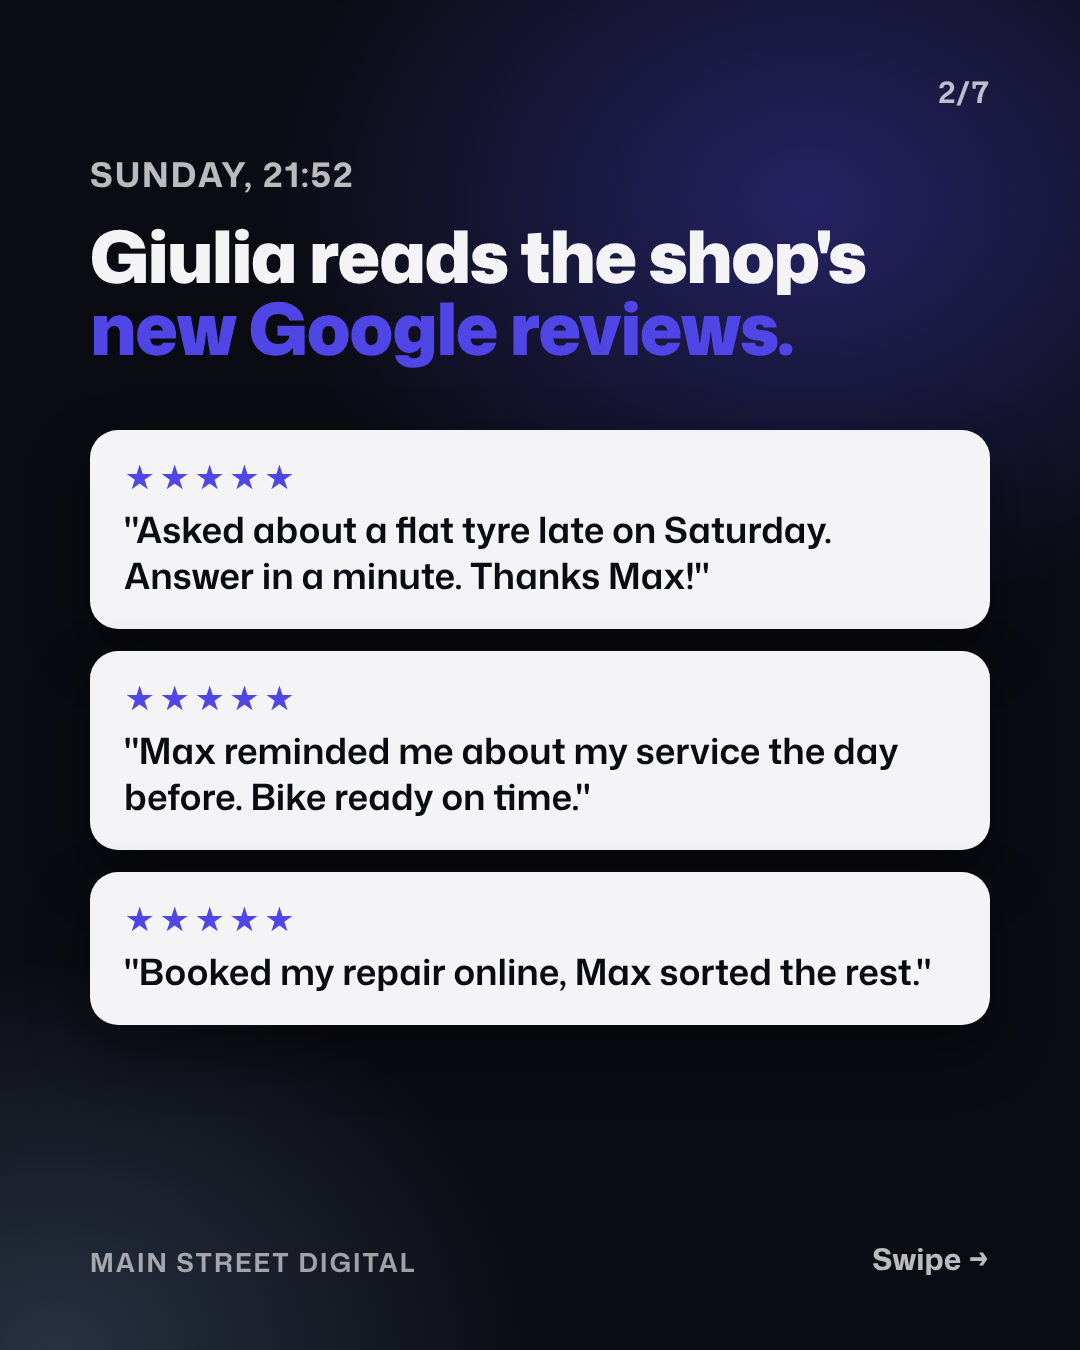 2/7
SUNDAY, 21:52
Giulia reads the shop's
new Google reviews.
★★★★★
"Asked about a flat tyre late on Saturday.
Answer in a minute. Thanks Max!"
★★★★★
"Max reminded me about my service the day
before. Bike ready on time."
★★★★★
"Booked my repair online, Max sorted the rest."
MAIN STREET DIGITAL
Swipe →